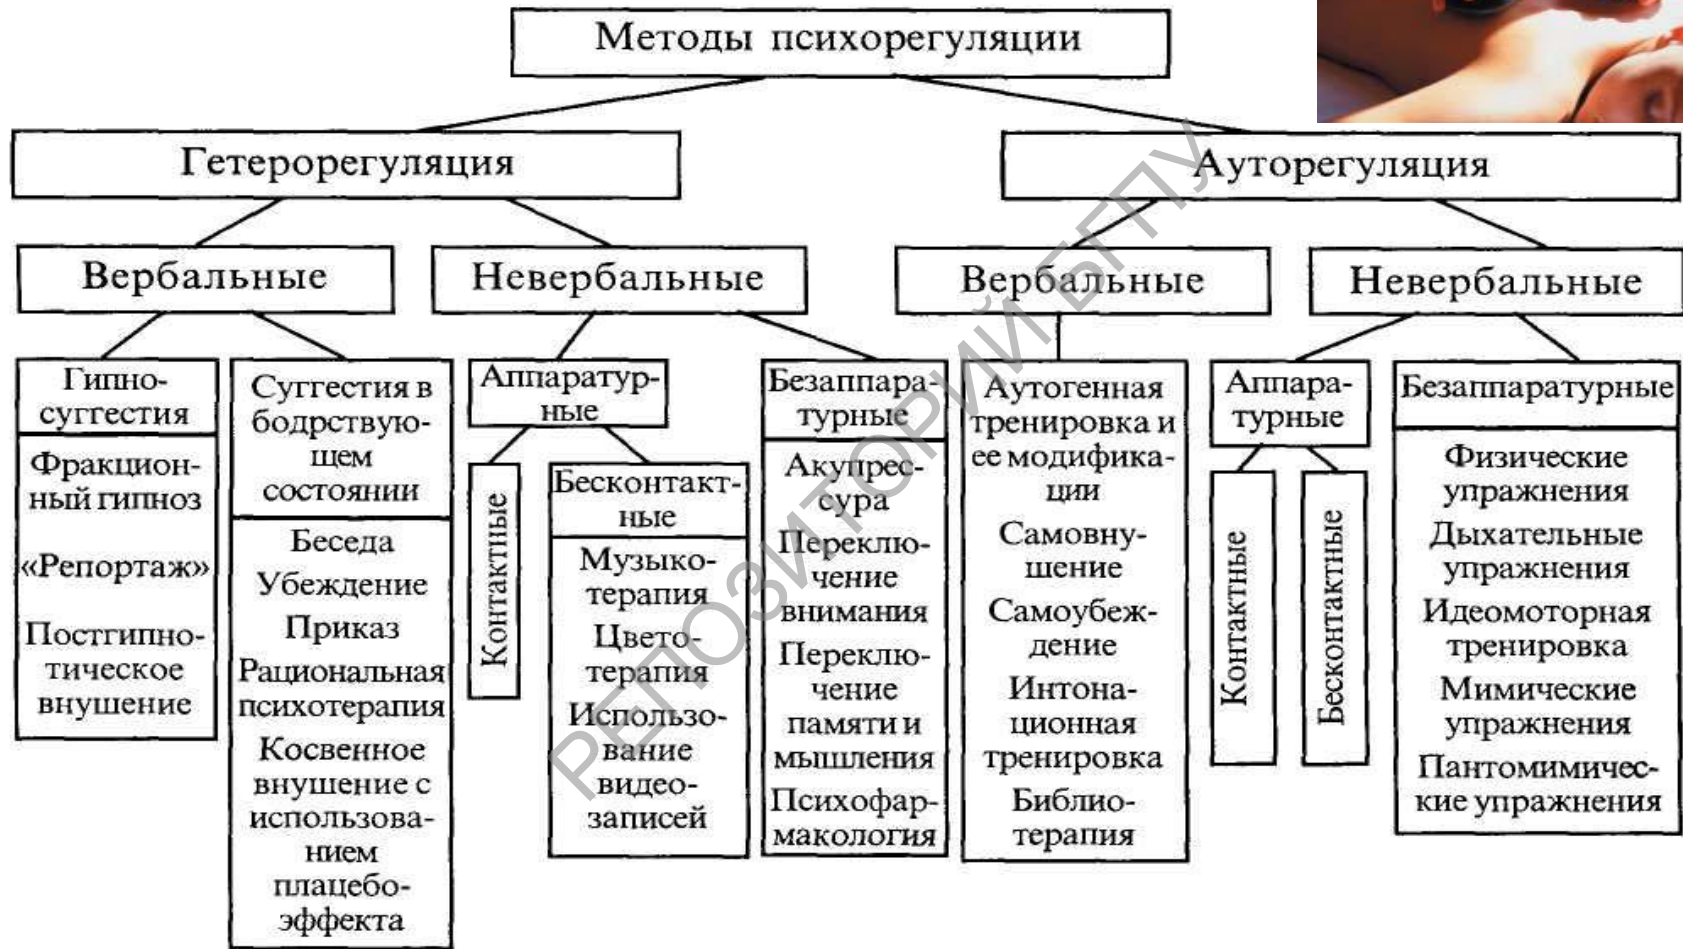 Методы психорегуляции
Гетерорегуляция
Ауторегуляция
Вербальные
Невербальные
Вербальные
Невербальные
Гипно-
суггестия
Фракцион-
ный гипноз
«Репортаж»
Постгипно-
тическое
внушение
Суггестия в
бодрствую-
щем
состоянии
Беседа
Убеждение
Приказ
Рациональная
психотерапия
Косвенное
внушение с
использова-
нием
плацебо-
эффекта
Аппаратур-
ные
Контактные
Бесконтакт-
ные
Музыко-
терапия
Цвето-
терапия
Использо-
вание
видео-
записей
Безаппара-
турные
Акупрес-
сура
Переклю-
чение
внимания
Переклю-
чение
памяти и
мышления
Психофар-
макология
Аутогенная
тренировка и
ее модифика-
ции
Самовну-
шение
Самоубеж-
дение
Интона-
ционная
тренировка
Библио-
терапия
Аппара-
турные
Контактные
Бесконтактные
Безаппаратурные
Физические
упражнения
Дыхательные
упражнения
Идеомоторная
тренировка
Мимические
упражнения
Пантомимичес-
кие упражнения
РЕПОЗИТОРИЙ БГПУ